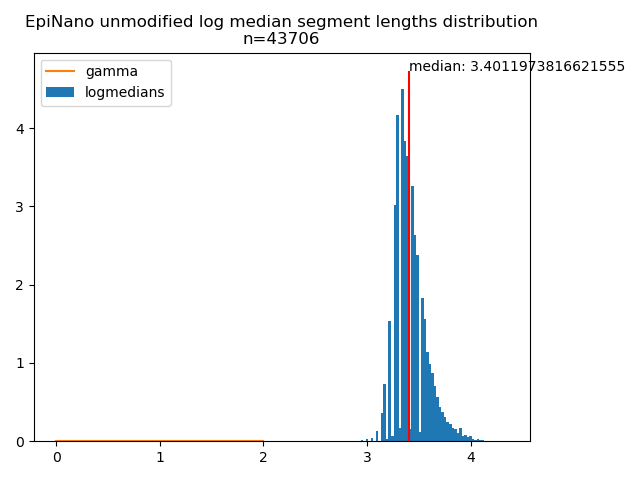 EpiNano unmodified log median segment lengths distribution
n=43706
median: 3.4011973816621555
gamma
logmedians
4
3
2
1
0
0 1 2 3 4